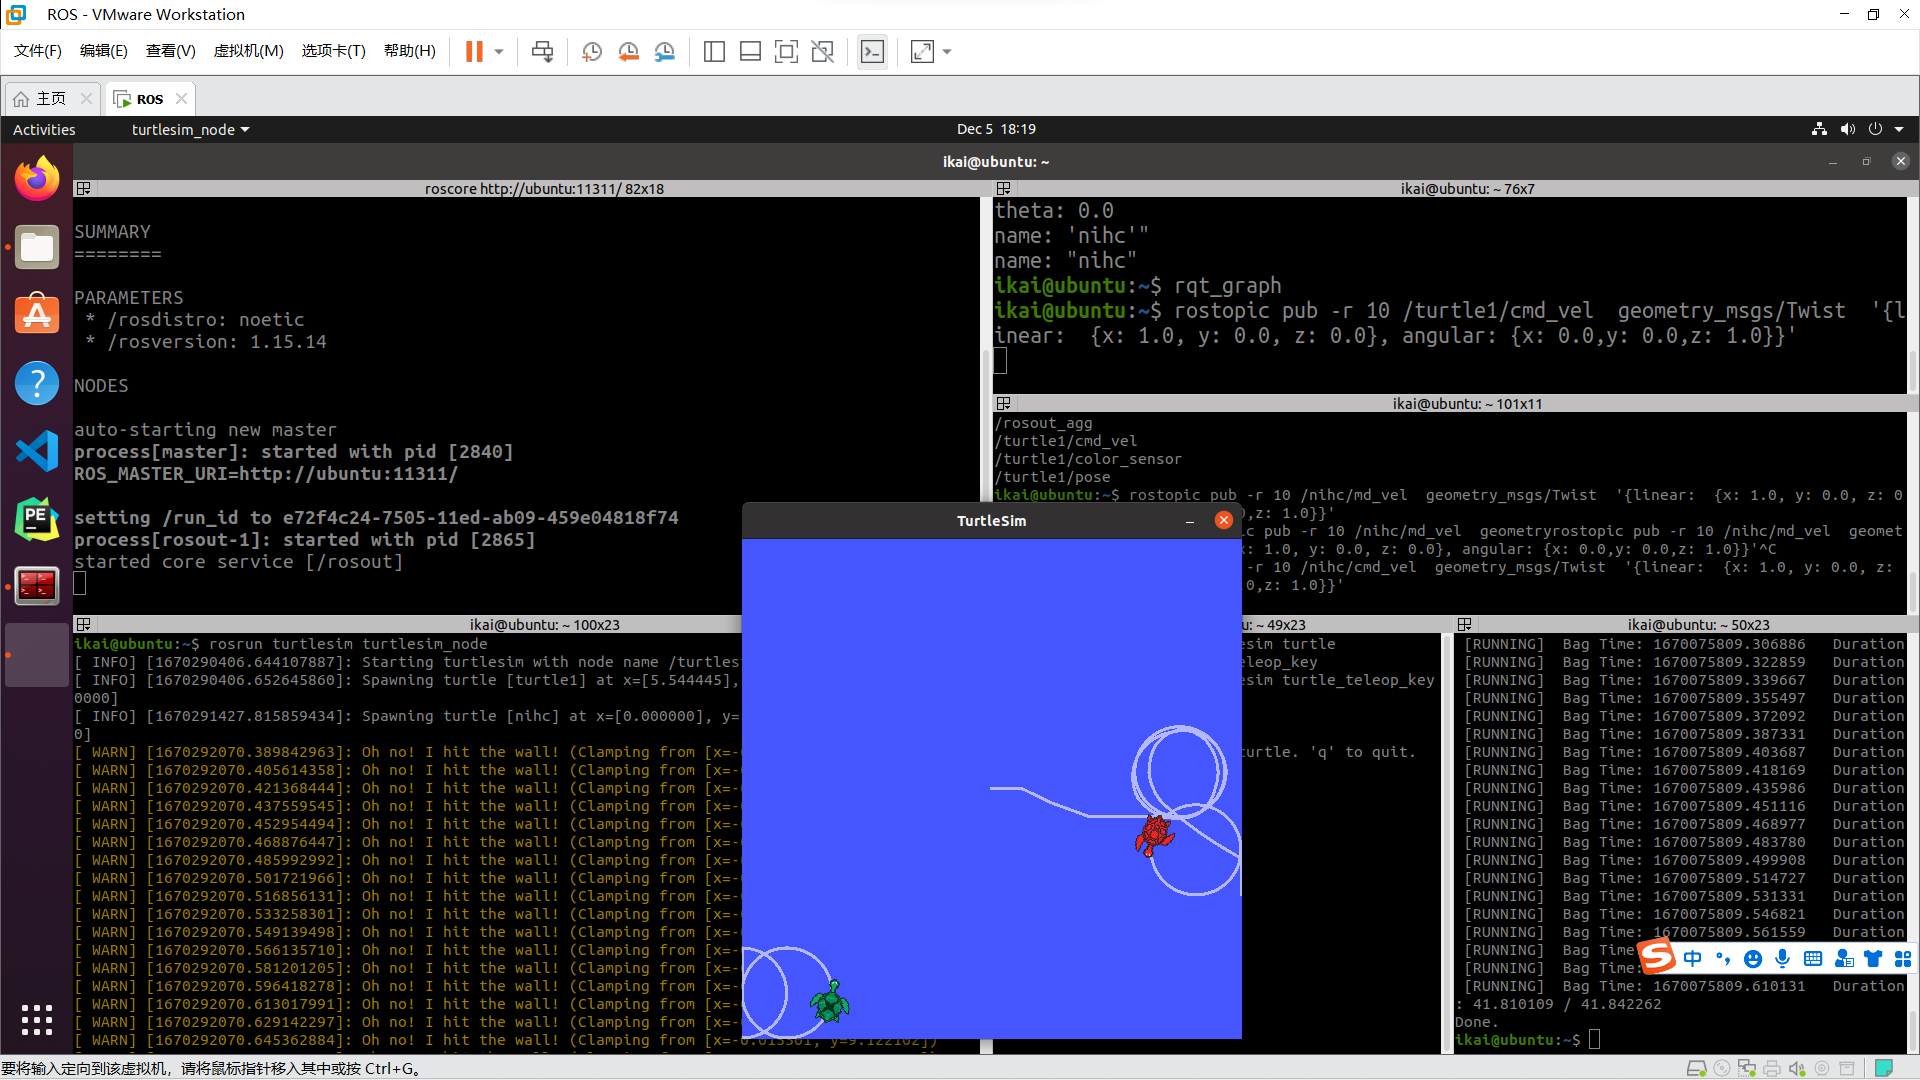 ROS - VMware Workstation
文件(F) 编辑(E) 查看(V) 虚拟机(M) 选项卡(T) 帮助(H)
主页 ROS
Activities turtlesim_node Dec 5 18:19
ikai@ubuntu: ~
roscore http://ubuntu:11311/ 82x18
SUMMARY
========
PARAMETERS
* /rosdistro: noetic
* /rosversion: 1.15.14
NODES
auto-starting new master
process[master]: started with pid [2840]
ROS_MASTER_URI=http://ubuntu:11311/
setting /run_id to e72f4c24-7505-11ed-ab09-459e04818f74
process[rosout-1]: started with pid [2865]
started core service [/rosout]
ikai@ubuntu: ~ 76x7
theta: 0.0
name: 'nihc'"
name: "nihc"
ikai@ubuntu:~$ rqt_graph
ikai@ubuntu:~$ rostopic pub -r 10 /turtle1/cmd_vel  geometry_msgs/Twist  '{l
inear:  {x: 1.0, y: 0.0, z: 0.0}, angular: {x: 0.0,y: 0.0,z: 1.0}}'
ikai@ubuntu: ~ 101x11
/rosout_agg
/turtle1/cmd_vel
/turtle1/color_sensor
/turtle1/pose
ikai@ubuntu:~$ rostopic pub -r 10 /nihc/md_vel  geometry_msgs/Twist  '{linear:  {x: 1.0, y: 0.0, z: 0
,z: 1.0}}'
ic pub -r 10 /nihc/md_vel  geometryrostopic pub -r 10 /nihc/md_vel  geomet
x: 1.0, y: 0.0, z: 0.0}, angular: {x: 0.0,y: 0.0,z: 1.0}}'^C
-r 10 /nihc/md_vel  geometry_msgs/Twist  '{linear:  {x: 1.0, y: 0.0, z:
0,z: 1.0}}'
TurtleSim
ikai@ubuntu: ~ 100x23
ikai@ubuntu:~$ rosrun turtlesim turtlesim_node
[ INFO] [1670290406.644107887]: Starting turtlesim with node name /turtles
[ INFO] [1670290406.652645860]: Spawning turtle [turtle1] at x=[5.544445],
0000]
[ INFO] [1670291427.815859434]: Spawning turtle [nihc] at x=[0.000000], y=
0]
[ WARN] [1670292070.389842963]: Oh no! I hit the wall! (Clamping from [x=-
[ WARN] [1670292070.405614358]: Oh no! I hit the wall! (Clamping from [x=-
[ WARN] [1670292070.421368444]: Oh no! I hit the wall! (Clamping from [x=-
[ WARN] [1670292070.437559545]: Oh no! I hit the wall! (Clamping from [x=-
[ WARN] [1670292070.452954494]: Oh no! I hit the wall! (Clamping from [x=-
[ WARN] [1670292070.468876447]: Oh no! I hit the wall! (Clamping from [x=-
[ WARN] [1670292070.485992992]: Oh no! I hit the wall! (Clamping from [x=-
[ WARN] [1670292070.501721966]: Oh no! I hit the wall! (Clamping from [x=-
[ WARN] [1670292070.516856131]: Oh no! I hit the wall! (Clamping from [x=-
[ WARN] [1670292070.533258301]: Oh no! I hit the wall! (Clamping from [x=-
[ WARN] [1670292070.549139498]: Oh no! I hit the wall! (Clamping from [x=-
[ WARN] [1670292070.566135710]: Oh no! I hit the wall! (Clamping from [x=-
[ WARN] [1670292070.581201205]: Oh no! I hit the wall! (Clamping from [x=-
[ WARN] [1670292070.596418278]: Oh no! I hit the wall! (Clamping from [x=-
[ WARN] [1670292070.613017991]: Oh no! I hit the wall! (Clamping from [x=-
[ WARN] [1670292070.629142297]: Oh no! I hit the wall! (Clamping from [x=-
[ WARN] [1670292070.645362884]: Oh no! I hit the wall! (Clamping from [x=-0.015301, y=9.122102])
u: ~ 49x23
esim turtle
eleop_key
esim turtle_teleop_key
turtle. 'q' to quit.
ikai@ubuntu: ~ 50x23
[RUNNING]  Bag Time: 1670075809.306886   Duration
[RUNNING]  Bag Time: 1670075809.322859   Duration
[RUNNING]  Bag Time: 1670075809.339667   Duration
[RUNNING]  Bag Time: 1670075809.355497   Duration
[RUNNING]  Bag Time: 1670075809.372092   Duration
[RUNNING]  Bag Time: 1670075809.387331   Duration
[RUNNING]  Bag Time: 1670075809.403687   Duration
[RUNNING]  Bag Time: 1670075809.418169   Duration
[RUNNING]  Bag Time: 1670075809.435986   Duration
[RUNNING]  Bag Time: 1670075809.451116   Duration
[RUNNING]  Bag Time: 1670075809.468977   Duration
[RUNNING]  Bag Time: 1670075809.483780   Duration
[RUNNING]  Bag Time: 1670075809.499908   Duration
[RUNNING]  Bag Time: 1670075809.514727   Duration
[RUNNING]  Bag Time: 1670075809.531331   Duration
[RUNNING]  Bag Time: 1670075809.546821   Duration
[RUNNING]  Bag Time: 1670075809.561559   Duration
[RUNNING]  Bag Time:
[RUNNING]  Bag Time:
[RUNNING]  Bag Time: 1670075809.610131   Duration
: 41.810109 / 41.842262
Done.
ikai@ubuntu:~$
中
要将输入定向到该虚拟机，请将鼠标指针移入其中或按 Ctrl+G。